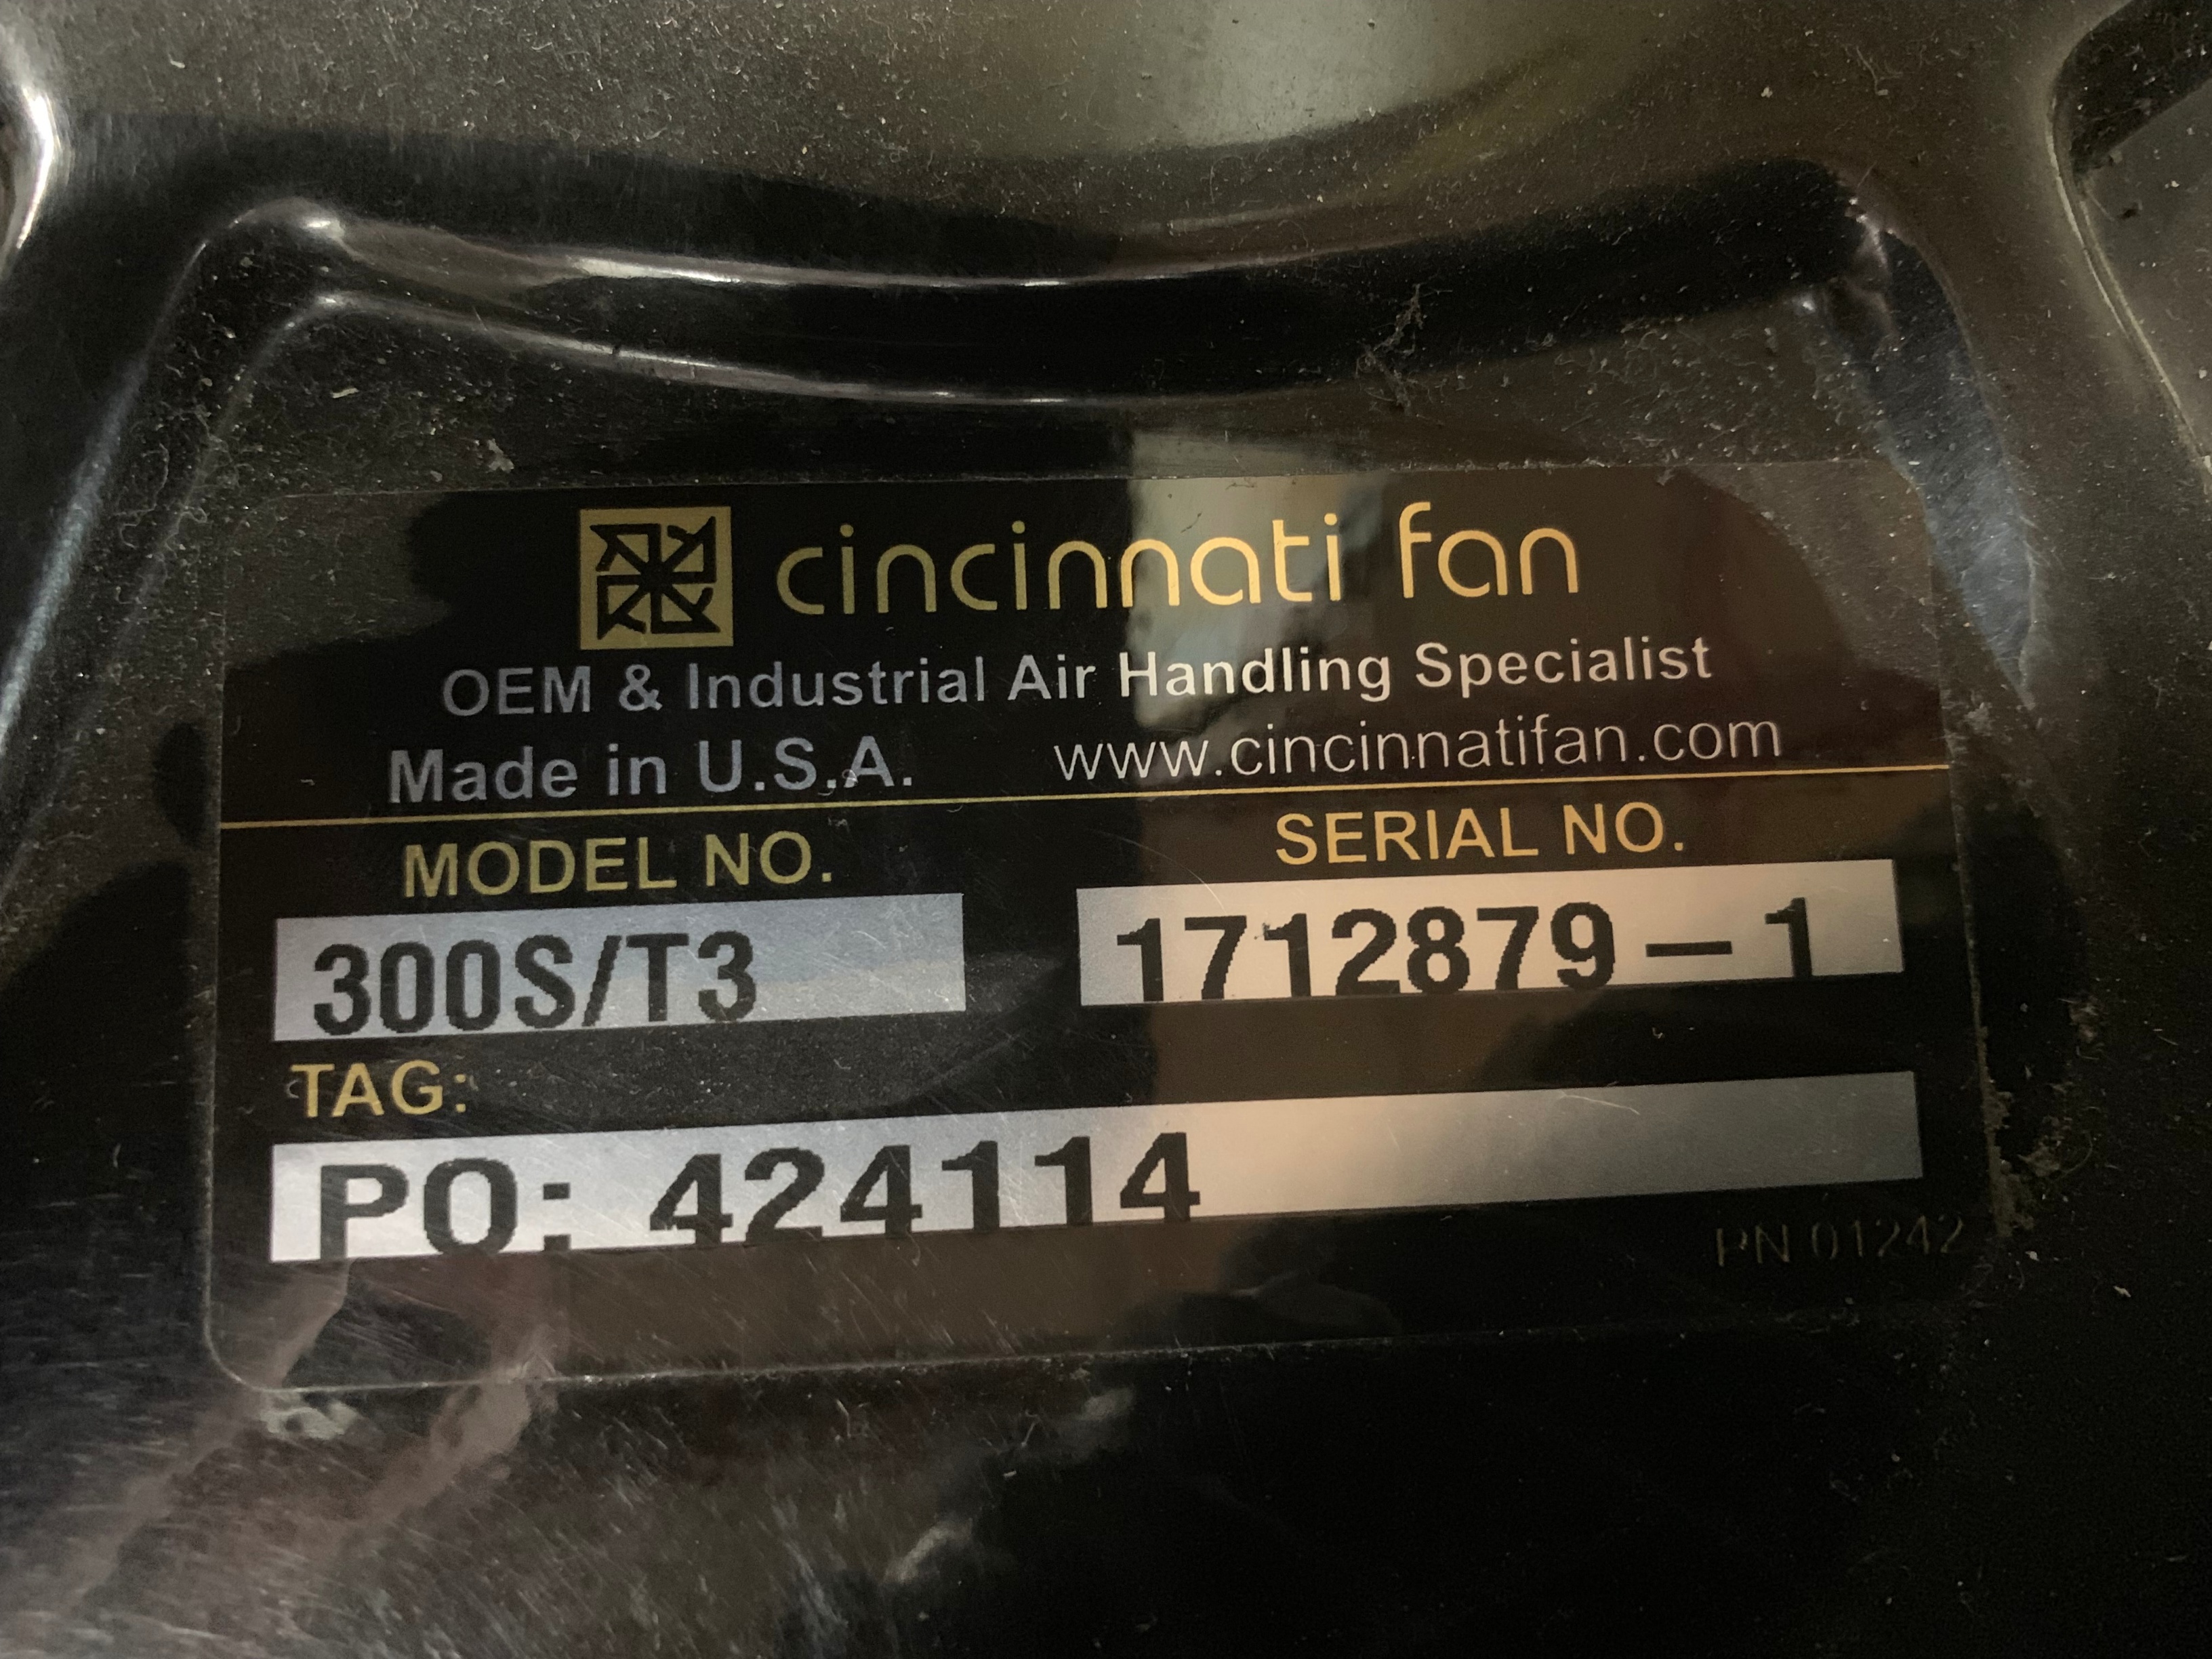 cincinnati fan
OEM & Industrial Air Handling Specialist
Made in U.S.A. www.cincinnatifan.com
MODEL NO. SERIAL NO.
300S/T3 1712879-1
TAG:
PO: 424114
PN 01242